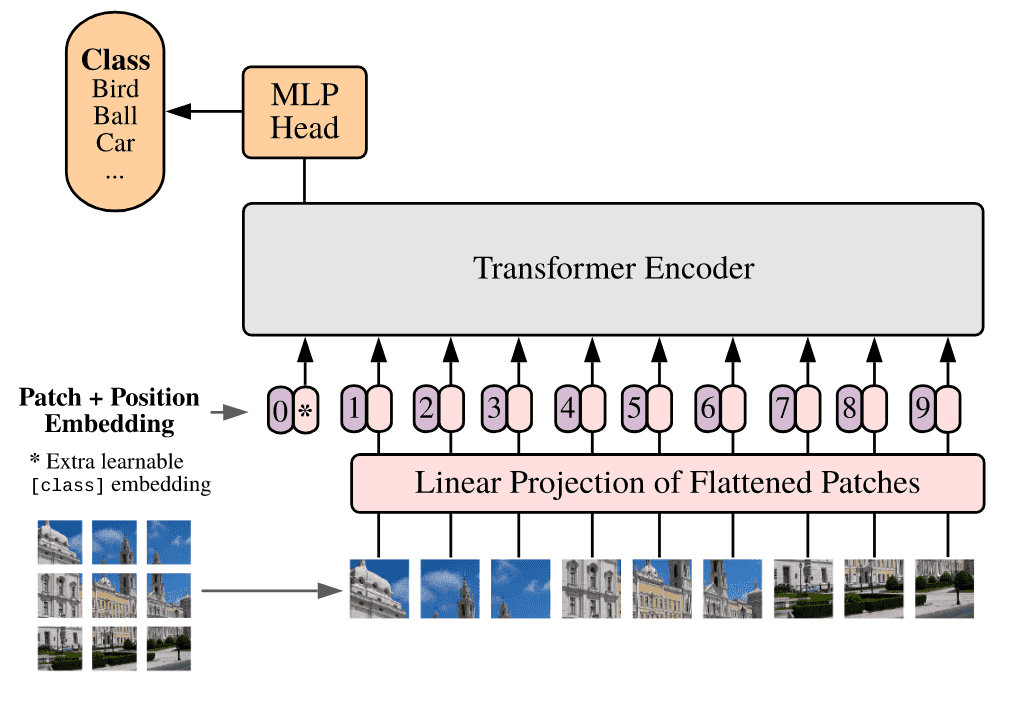 Class
Bird
Ball
Car
...
MLP
Head
Transformer Encoder
Patch + Position
Embedding
0 * 1 2 3 4 5 6 7 8 9
* Extra learnable
[class] embedding
Linear Projection of Flattened Patches